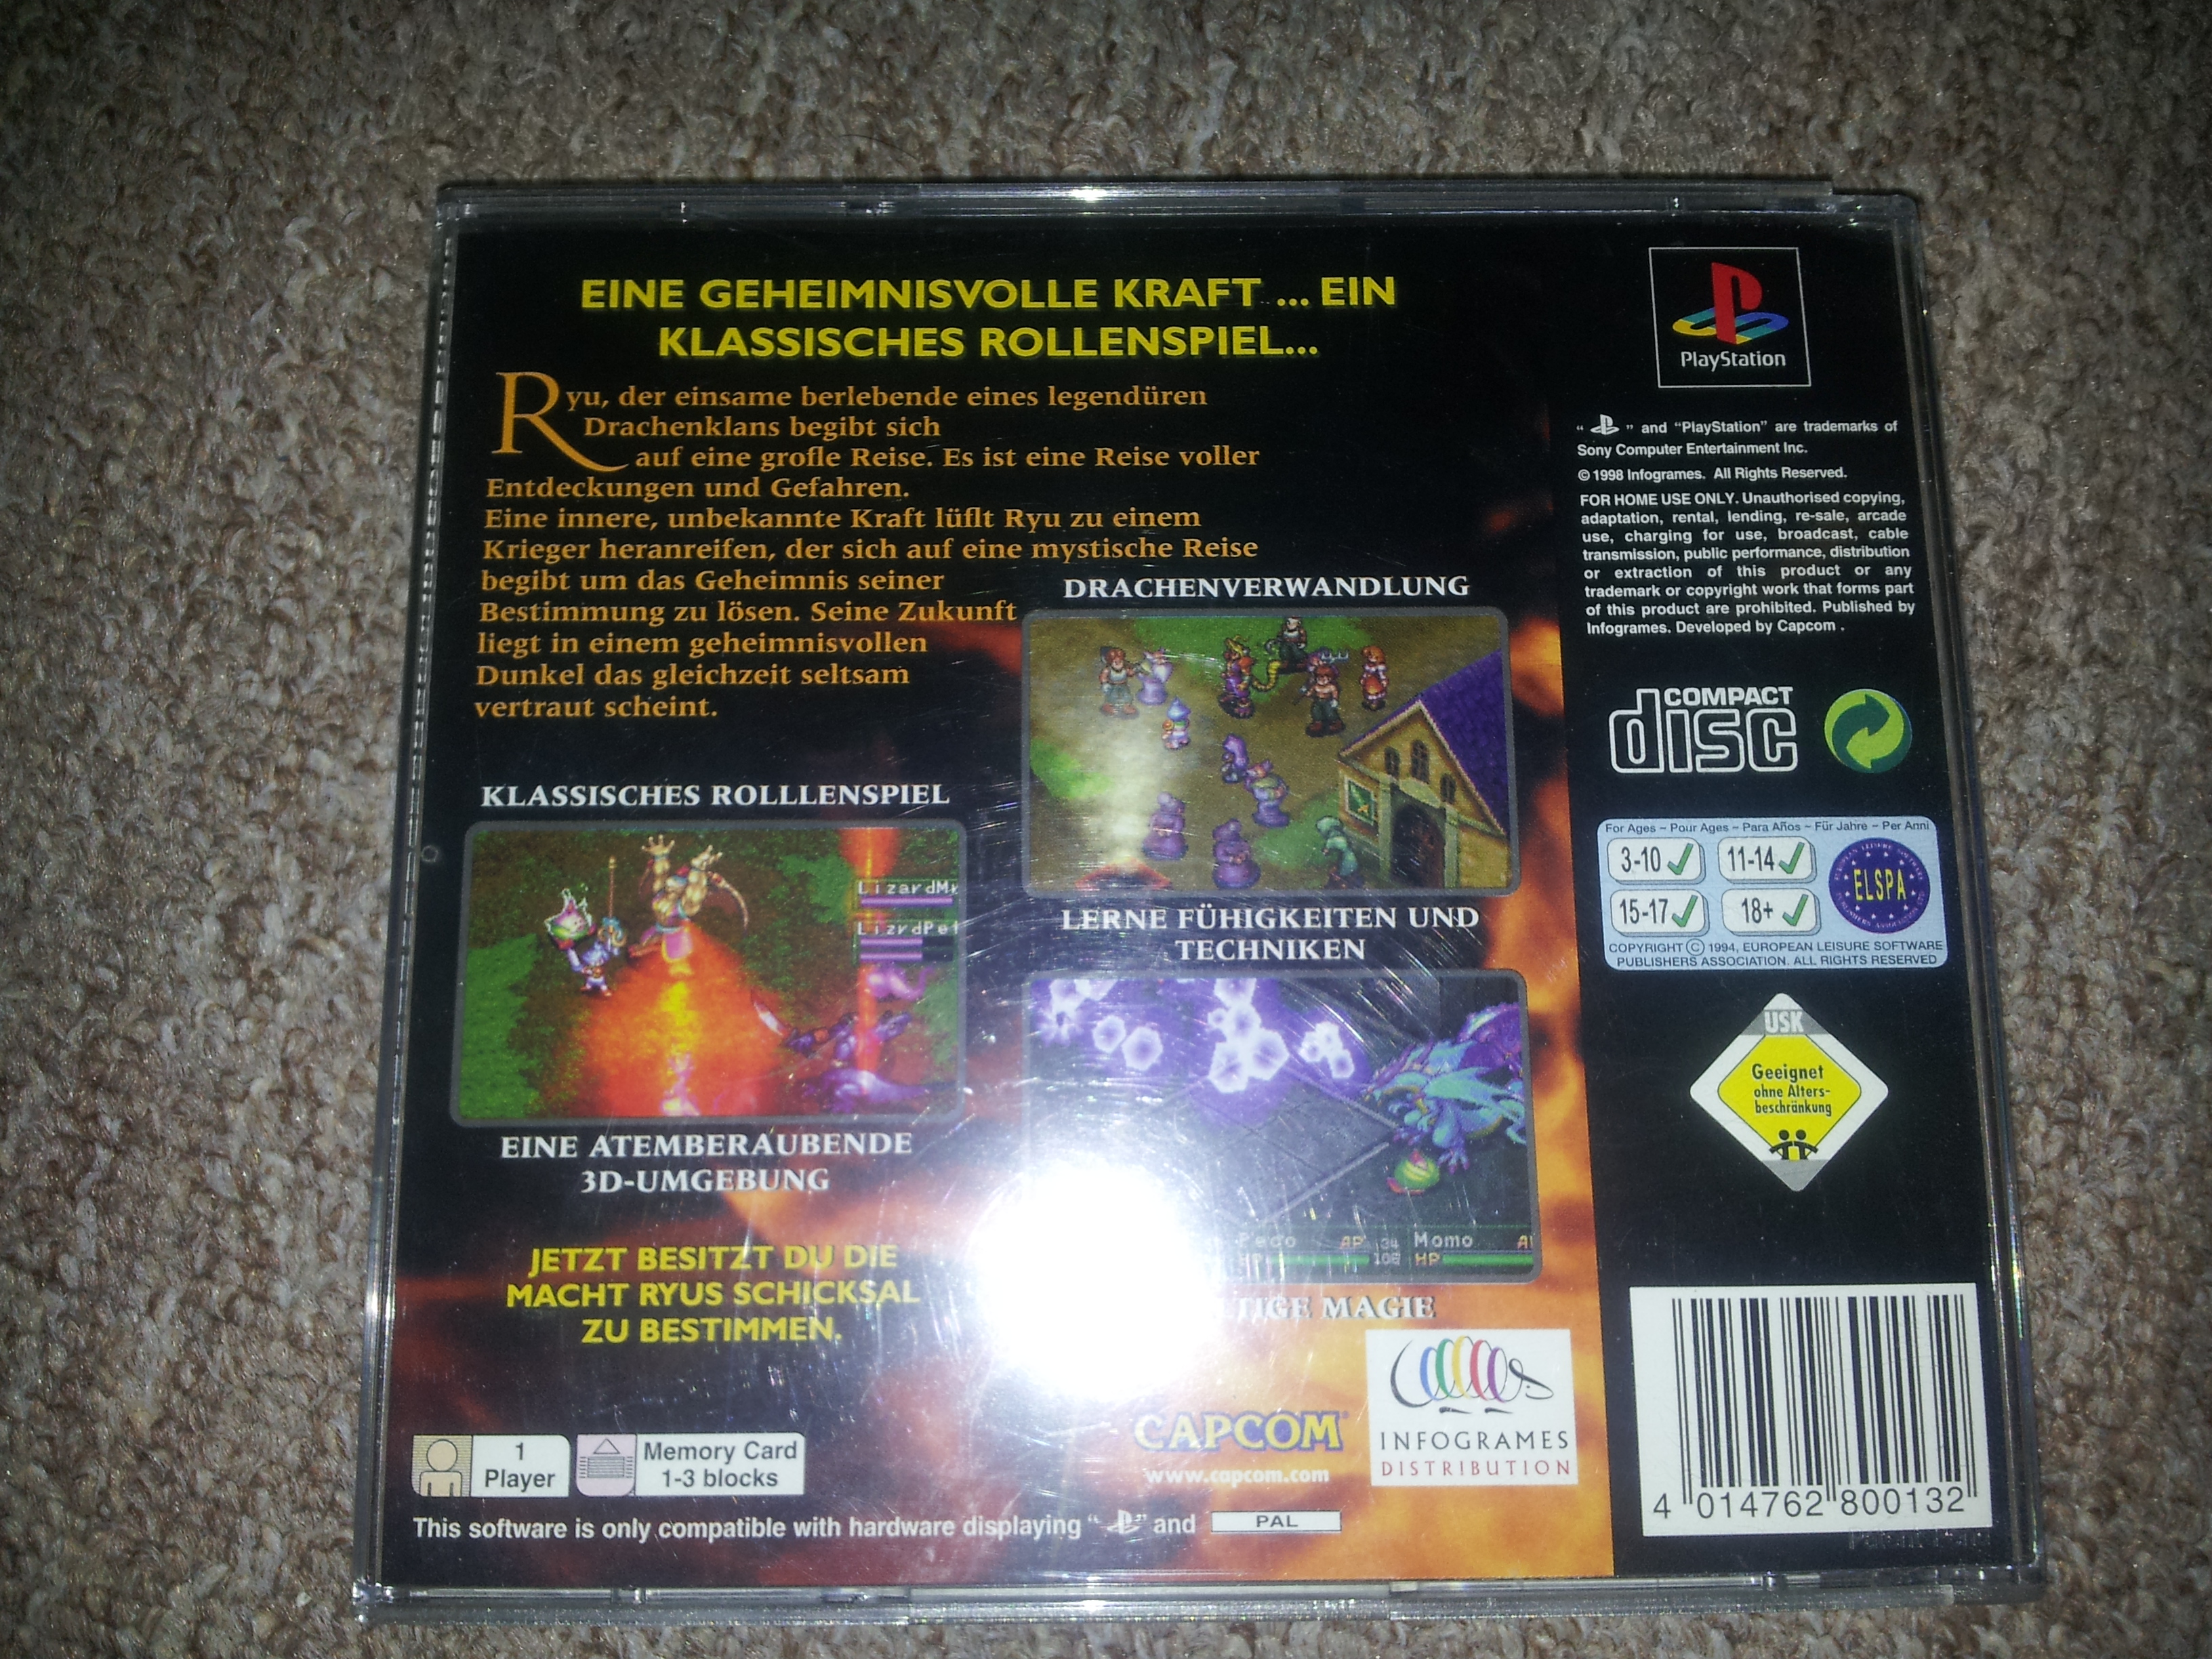 EINE GEHEIMNISVOLLE KRAFT ... EIN
KLASSISCHES ROLLENSPIEL...
Ryu, der einsame berlebende eines legendüren
Drachenklans begibt sich
auf eine grofle Reise. Es ist eine Reise voller
Entdeckungen und Gefahren.
Eine innere, unbekannte Kraft lüflt Ryu zu einem
Krieger heranreifen, der sich auf eine mystische Reise
begibt um das Geheimnis seiner
Bestimmung zu lösen. Seine Zukunft
liegt in einem geheimnisvollen
Dunkel das gleichzeit seltsam
vertraut scheint.
DRACHENVERWANDLUNG
KLASSISCHES ROLLLENSPIEL
LizardM
LizrdPe
EINE ATEMBERAUBENDE
3D-UMGEBUNG
LERNE FÜHIGKEITEN UND
TECHNIKEN
Peco AP 34 Momo
HP 108 HP
TIGE MAGIE
JETZT BESITZT DU DIE
MACHT RYUS SCHICKSAL
ZU BESTIMMEN.
1
Player
Memory Card
1-3 blocks
CAPCOM
www.capcom.com
INFOGRAMES
DISTRIBUTION
This software is only compatible with hardware displaying " " and PAL
PlayStation
" " and "PlayStation" are trademarks of
Sony Computer Entertainment Inc.
© 1998 Infogrames. All Rights Reserved.
FOR HOME USE ONLY. Unauthorised copying,
adaptation, rental, lending, re-sale, arcade
use, charging for use, broadcast, cable
transmission, public performance, distribution
or extraction of this product or any
trademark or copyright work that forms part
of this product are prohibited. Published by
Infogrames. Developed by Capcom .
COMPACT
disc
For Ages ~ Pour Ages ~ Para Años ~ Für Jahre ~ Per Anni
3-10 11-14
15-17 18+
ELSPA
COPYRIGHT © 1994, EUROPEAN LEISURE SOFTWARE
PUBLISHERS ASSOCIATION. ALL RIGHTS RESERVED
USK
Geeignet
ohne Alters-
beschränkung
4 014762 800132